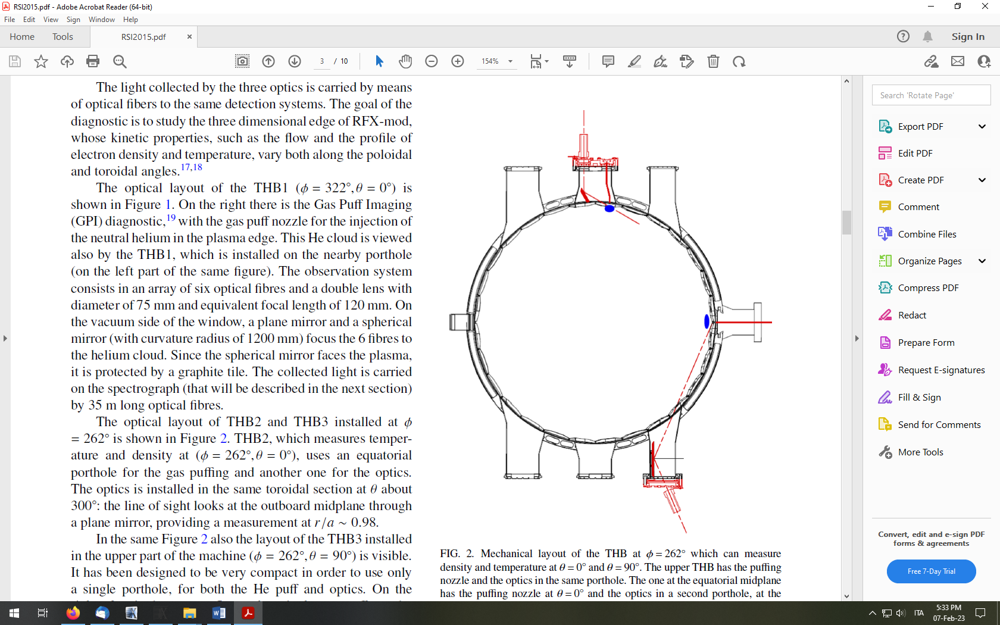 RSI2015.pdf - Adobe Acrobat Reader (64-bit)
File Edit View Sign Window Help
Home Tools RSI2015.pdf × Sign In
3 / 10 154%
The light collected by the three optics is carried by means
of optical fibers to the same detection systems. The goal of the
diagnostic is to study the three dimensional edge of RFX-mod,
whose kinetic properties, such as the flow and the profile of
electron density and temperature, vary both along the poloidal
and toroidal angles.17,18
The optical layout of the THB1 (ϕ = 322°, θ = 0°) is
shown in Figure 1. On the right there is the Gas Puff Imaging
(GPI) diagnostic,19 with the gas puff nozzle for the injection of
the neutral helium in the plasma edge. This He cloud is viewed
also by the THB1, which is installed on the nearby porthole
(on the left part of the same figure). The observation system
consists in an array of six optical fibres and a double lens with
diameter of 75 mm and equivalent focal length of 120 mm. On
the vacuum side of the window, a plane mirror and a spherical
mirror (with curvature radius of 1200 mm) focus the 6 fibres to
the helium cloud. Since the spherical mirror faces the plasma,
it is protected by a graphite tile. The collected light is carried
on the spectrograph (that will be described in the next section)
by 35 m long optical fibres.
The optical layout of THB2 and THB3 installed at ϕ
= 262° is shown in Figure 2. THB2, which measures temper-
ature and density at (ϕ = 262°, θ = 0°), uses an equatorial
porthole for the gas puffing and another one for the optics.
The optics is installed in the same toroidal section at θ about
300°: the line of sight looks at the outboard midplane through
a plane mirror, providing a measurement at r/a ~ 0.98.
In the same Figure 2 also the layout of the THB3 installed
in the upper part of the machine (ϕ = 262°, θ = 90°) is visible.
It has been designed to be very compact in order to use only
a single porthole, for both the He puff and optics. On the
FIG. 2. Mechanical layout of the THB at ϕ = 262° which can measure
density and temperature at θ = 0° and θ = 90°. The upper THB has the puffing
nozzle and the optics in the same porthole. The one at the equatorial midplane
has the puffing nozzle at θ = 0° and the optics in a second porthole, at the
Search 'Rotate Page'
Export PDF
Edit PDF
Create PDF
Comment
Combine Files
Organize Pages
Compress PDF
Redact
Prepare Form
Request E-signatures
Fill & Sign
Send for Comments
More Tools
Convert, edit and e-sign PDF
forms & agreements
Free 7-Day Trial
ITA
5:33 PM
07-Feb-23